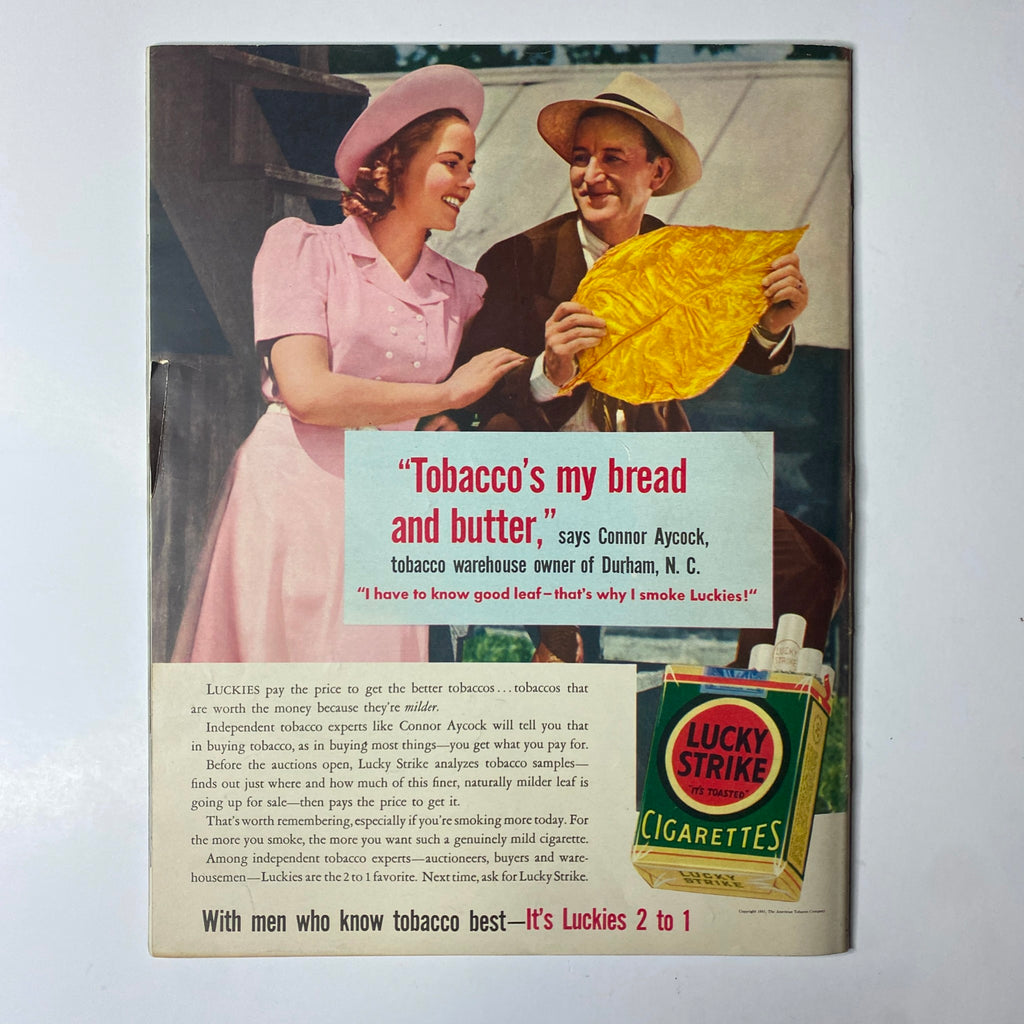 “Tobacco’s my bread
and butter,” says Connor Aycock,
tobacco warehouse owner of Durham, N. C.
“I have to know good leaf—that’s why I smoke Luckies!“
LUCKIES pay the price to get the better tobaccos...tobaccos that
are worth the money because they’re milder.
Independent tobacco experts like Connor Aycock will tell you that
in buying tobacco, as in buying most things—you get what you pay for.
Before the auctions open, Lucky Strike analyzes tobacco samples—
finds out just where and how much of this finer, naturally milder leaf is
going up for sale—then pays the price to get it.
That’s worth remembering, especially if you’re smoking more today. For
the more you smoke, the more you want such a genuinely mild cigarette.
Among independent tobacco experts—auctioneers, buyers and ware-
housemen—Luckies are the 2 to 1 favorite. Next time, ask for Lucky Strike.
LUCKY
STRIKE
LUCKY
STRIKE
"IT'S TOASTED"
CIGARETTES
LUCKY
STRIKE
Copyright 1941, The American Tobacco Company
With men who know tobacco best—It’s Luckies 2 to 1